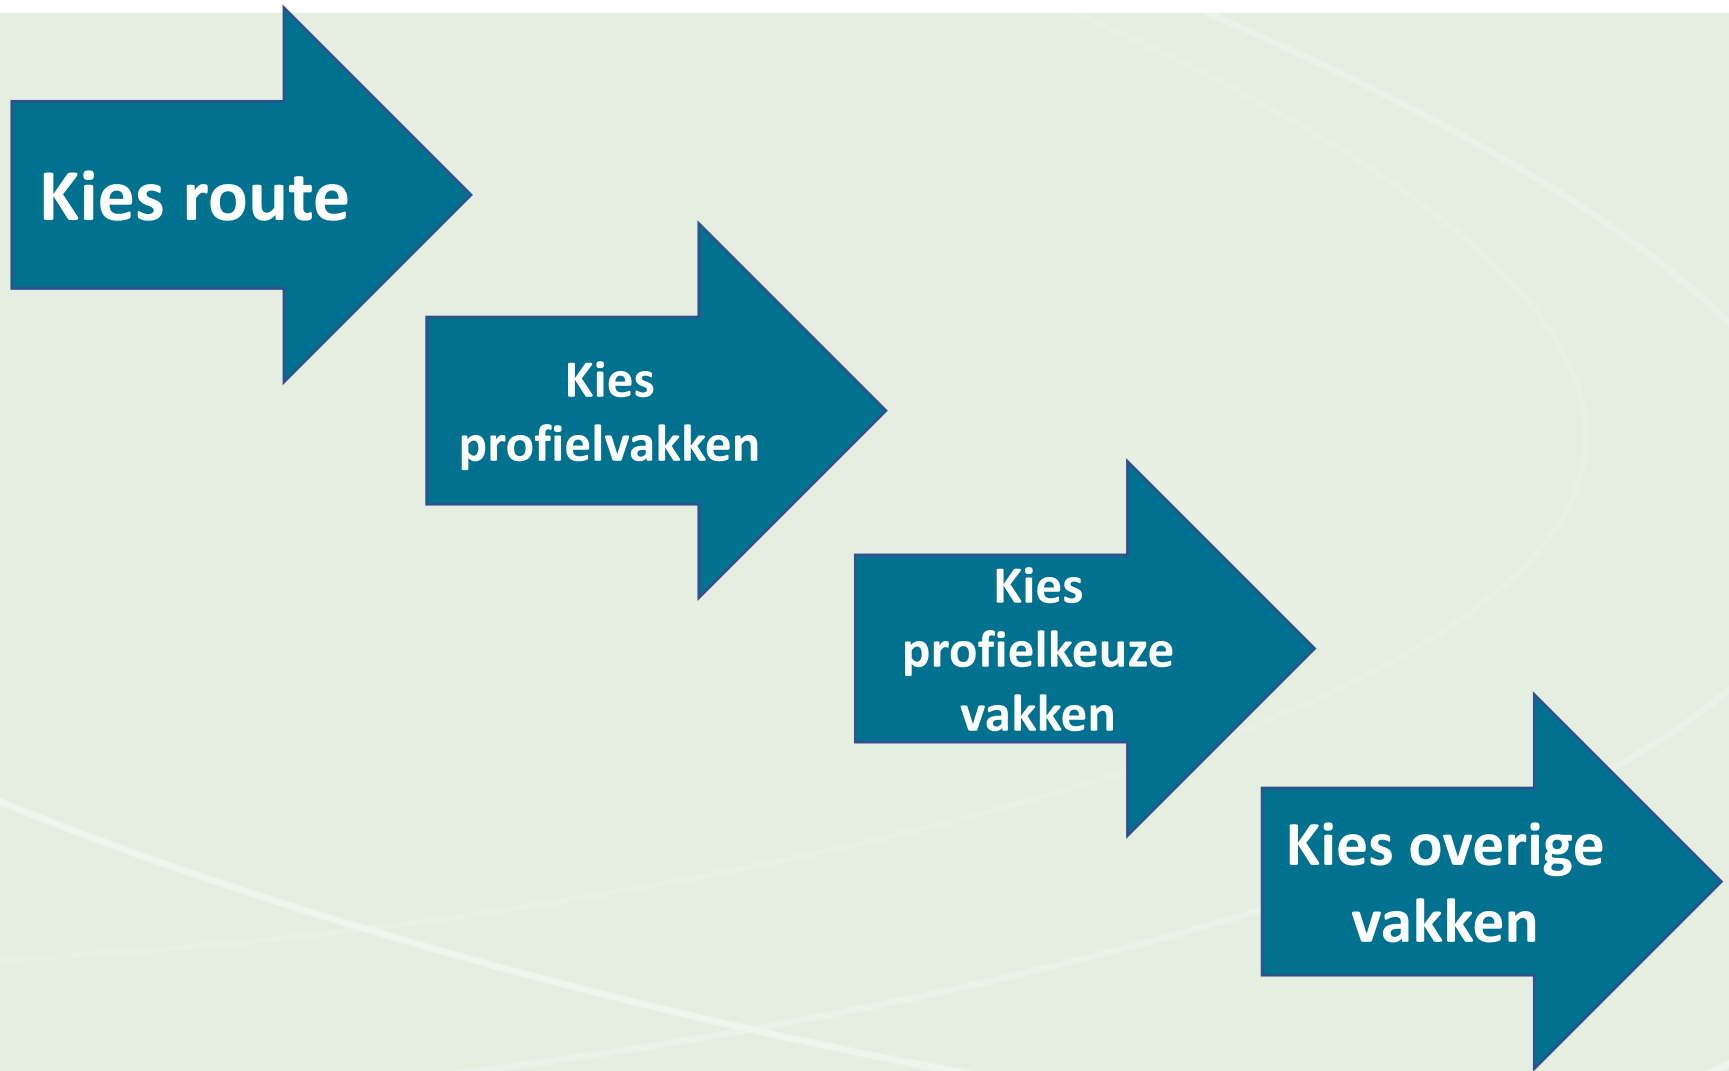 Kies route
Kies
profielvakken
Kies
profielkeuze
vakken
Kies overige
vakken